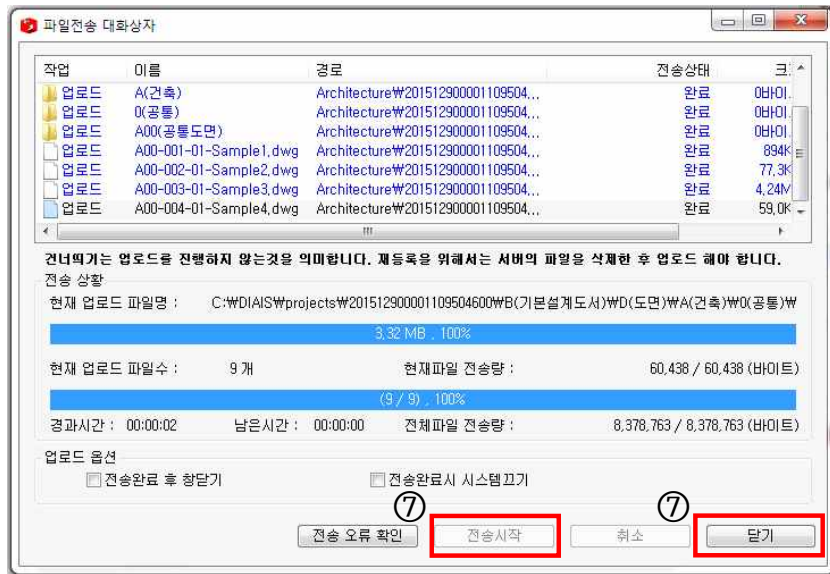 파일전송 대화상자
작업 이름 경로 전송상태 크
업로드 A(건축) Architecture₩201512900001109504... 완료 0바이.
업로드 0(공통) Architecture₩201512900001109504... 완료 0바이.
업로드 A00(공통도면) Architecture₩201512900001109504... 완료 0바이.
업로드 A00-001-01-Sample1.dwg Architecture₩201512900001109504... 완료 894K
업로드 A00-002-01-Sample2.dwg Architecture₩201512900001109504... 완료 77.3K
업로드 A00-003-01-Sample3.dwg Architecture₩201512900001109504... 완료 4.24M
업로드 A00-004-01-Sample4.dwg Architecture₩201512900001109504... 완료 59.0K
건너띄기는 업로드를 진행하지 않는것을 의미합니다. 재등록을 위해서는 서버의 파일을 삭제한 후 업로드 해야 합니다.
전송 상황
현재 업로드 파일명 : C:₩DIAIS₩projects₩201512900001109504600₩B(기본설계도서)₩D(도면)₩A(건축)₩0(공통)₩
3.32 MB , 100%
현재 업로드 파일수 : 9 개 현재파일 전송량 : 60,438 / 60,438 (바이트)
(9 / 9) , 100%
경과시간 : 00:00:02 남은시간 : 00:00:00 전체파일 전송량 : 8,378,763 / 8,378,763 (바이트)
업로드 옵션
전송완료 후 창닫기 전송완료시 시스템끄기
⑦ ⑦
전송 오류 확인 전송시작 취소 닫기